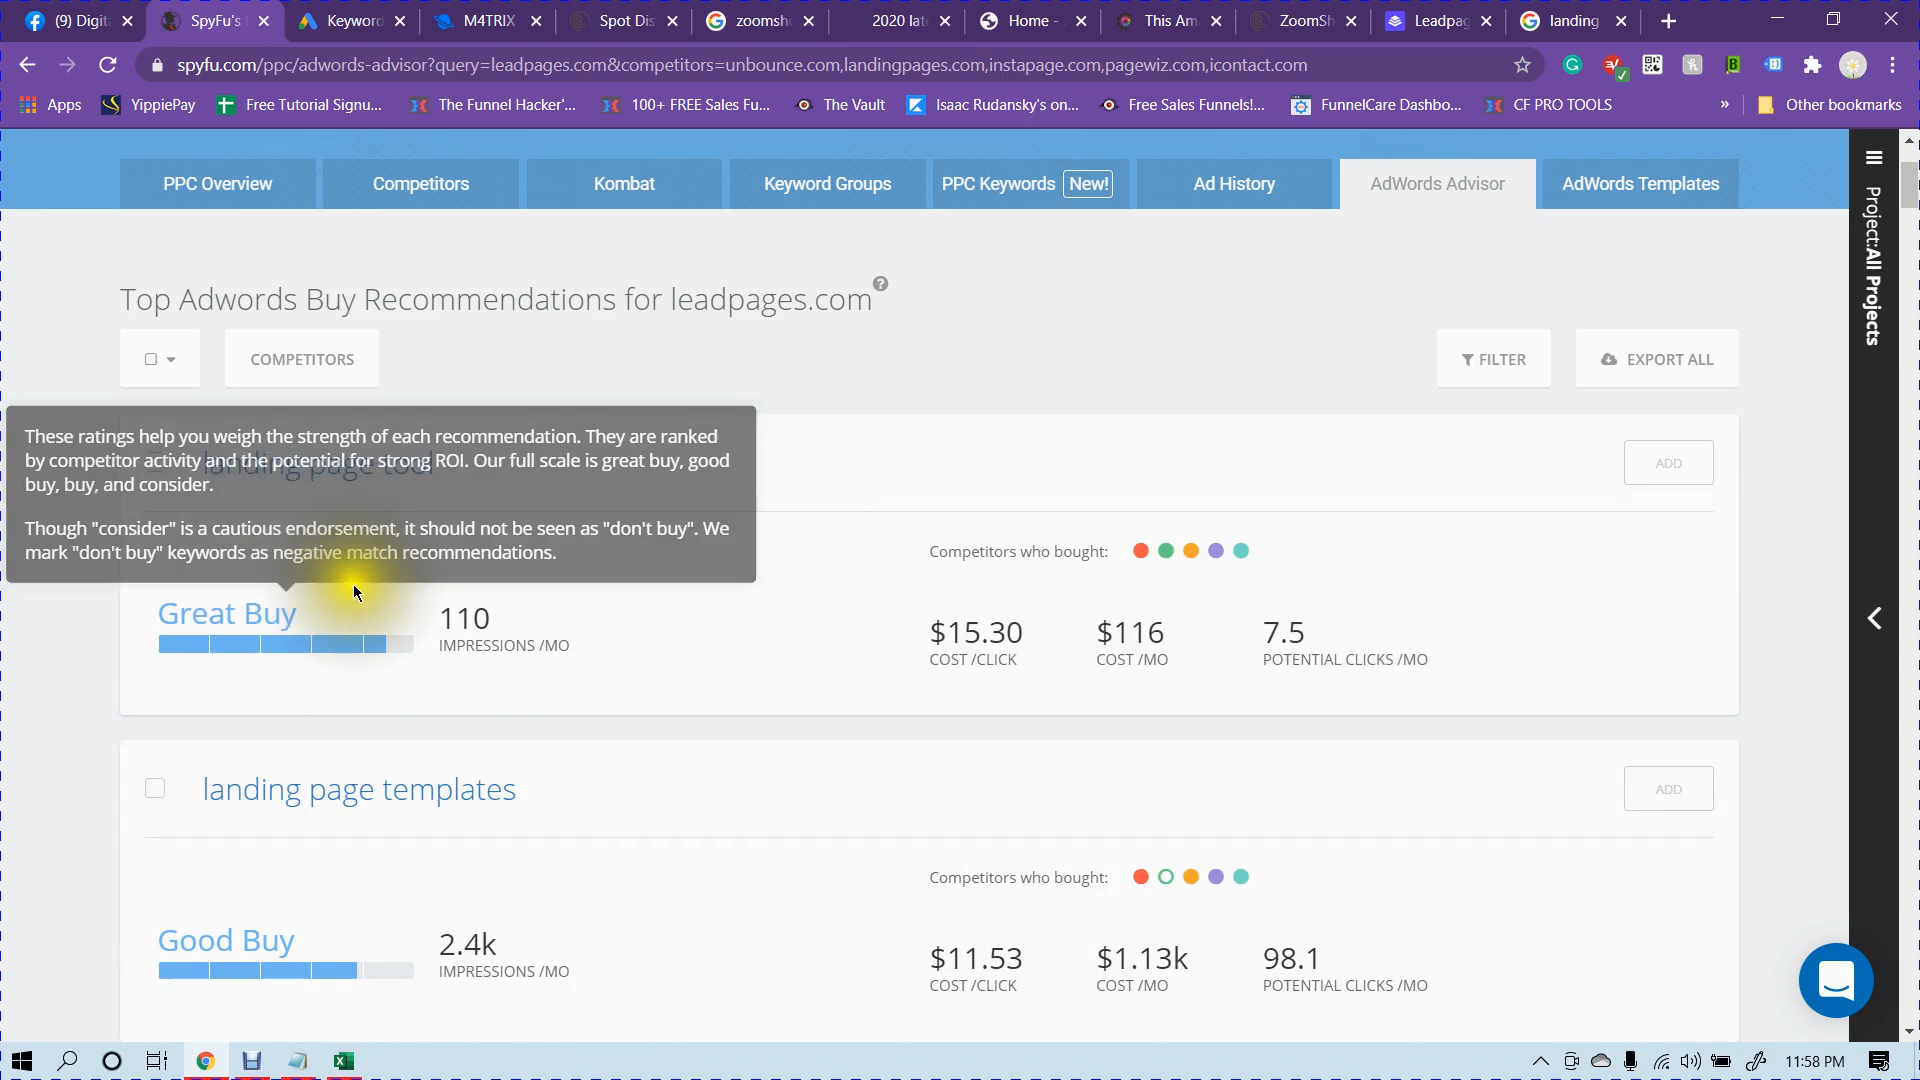 (9) Digita
SpyFu's
Keyword
M4TRIX
Spot Dis
zoomshe
2020 late
Home -
This Am
ZoomSh
Leadpag
landing
spyfu.com/ppc/adwords-advisor?query=leadpages.com&competitors=unbounce.com,landingpages.com,instapage.com,pagewiz.com,icontact.com
Apps
YippiePay
Free Tutorial Signu...
The Funnel Hacker'...
100+ FREE Sales Fu...
The Vault
Isaac Rudansky's on...
Free Sales Funnels!...
FunnelCare Dashbo...
CF PRO TOOLS
»
Other bookmarks
PPC Overview
Competitors
Kombat
Keyword Groups
PPC Keywords New!
Ad History
AdWords Advisor
AdWords Templates
Project:All Projects
Top Adwords Buy Recommendations for leadpages.com
?
COMPETITORS
FILTER
EXPORT ALL
landing page tool
ADD
These ratings help you weigh the strength of each recommendation. They are ranked
by competitor activity and the potential for strong ROI. Our full scale is great buy, good
buy, buy, and consider.
Though "consider" is a cautious endorsement, it should not be seen as "don't buy". We
mark "don't buy" keywords as negative match recommendations.
Competitors who bought:
Great Buy
110
IMPRESSIONS /MO
$15.30
COST /CLICK
$116
COST /MO
7.5
POTENTIAL CLICKS /MO
landing page templates
ADD
Competitors who bought:
Good Buy
2.4k
IMPRESSIONS /MO
$11.53
COST /CLICK
$1.13k
COST /MO
98.1
POTENTIAL CLICKS /MO
11:58 PM